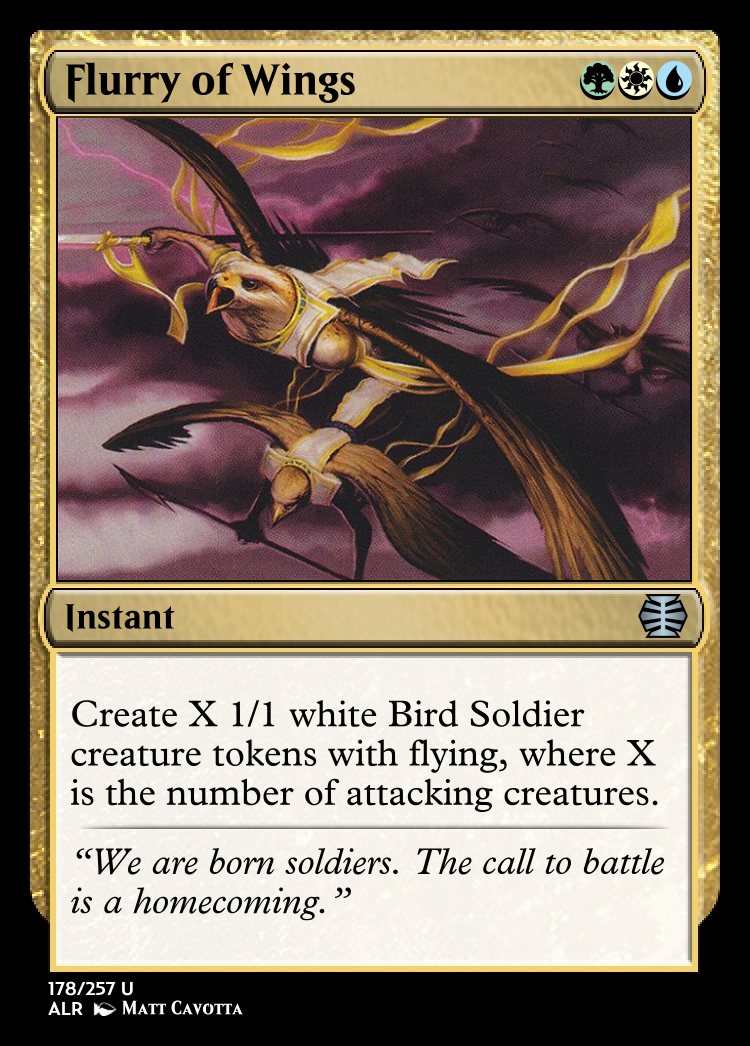 Flurry of Wings
Instant
Create X 1/1 white Bird Soldier
creature tokens with flying, where X
is the number of attacking creatures.
“We are born soldiers. The call to battle
is a homecoming.”
178/257 U
ALR Matt Cavotta